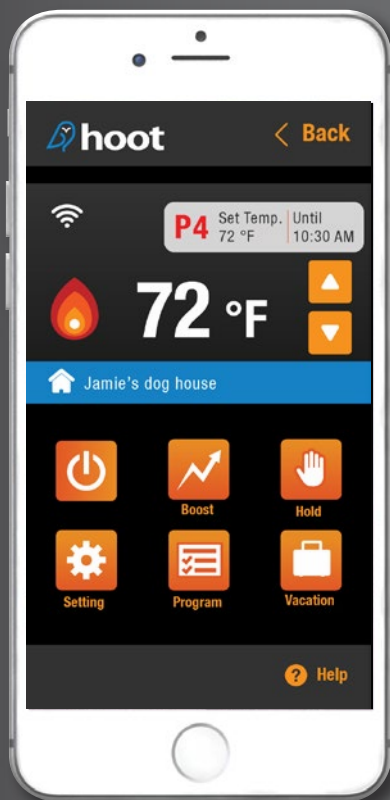 hoot
< Back
P4
Set Temp.
72 °F
Until
10:30 AM
72 °F
Jamie's dog house
Boost
Hold
Setting
Program
Vacation
? Help